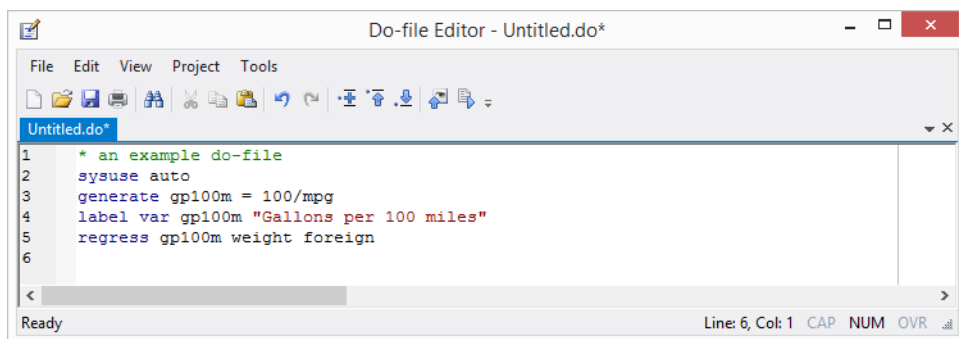 Do-file Editor - Untitled.do*
File Edit View Project Tools
Untitled.do*
1 * an example do-file
2 sysuse auto
3 generate gp100m = 100/mpg
4 label var gp100m "Gallons per 100 miles"
5 regress gp100m weight foreign
6
Ready Line: 6, Col: 1 CAP NUM OVR